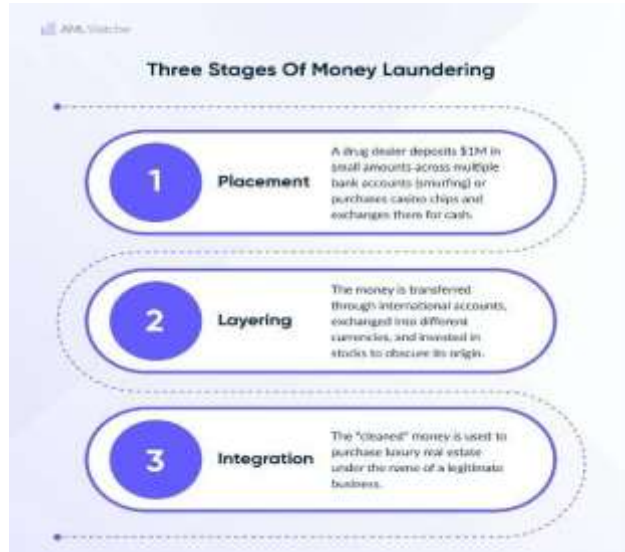 AML Watcher
Three Stages Of Money Laundering
1
Placement
A drug dealer deposits $1M in
small amounts across multiple
bank accounts (smurfing) or
purchases casino chips and
exchanges them for cash.
2
Layering
The money is transferred
through international accounts,
exchanged into different
currencies, and invested in
stocks to obscure its origin.
3
Integration
The "cleaned" money is used to
purchase luxury real estate
under the name of a legitimate
business.